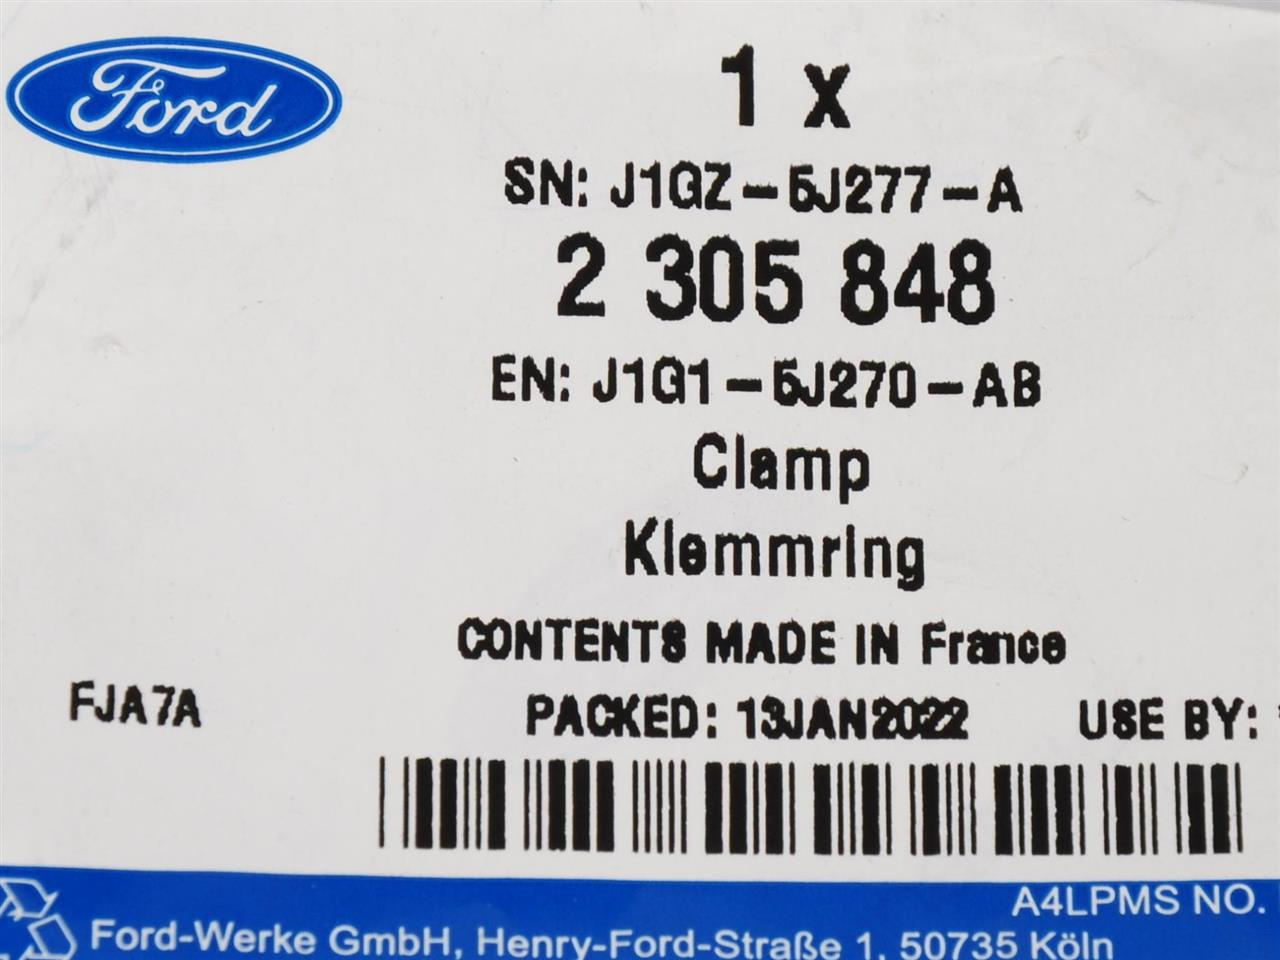 Ford
1 x
SN: J1GZ-5J277-A
2 305 848
EN: J1G1-5J270-AB
Clamp
Klemmring
CONTENTS MADE IN France
FJA7A
PACKED: 13JAN2022
USE BY:
A4LPMS NO.
Ford-Werke GmbH, Henry-Ford-Straße 1, 50735 Köln